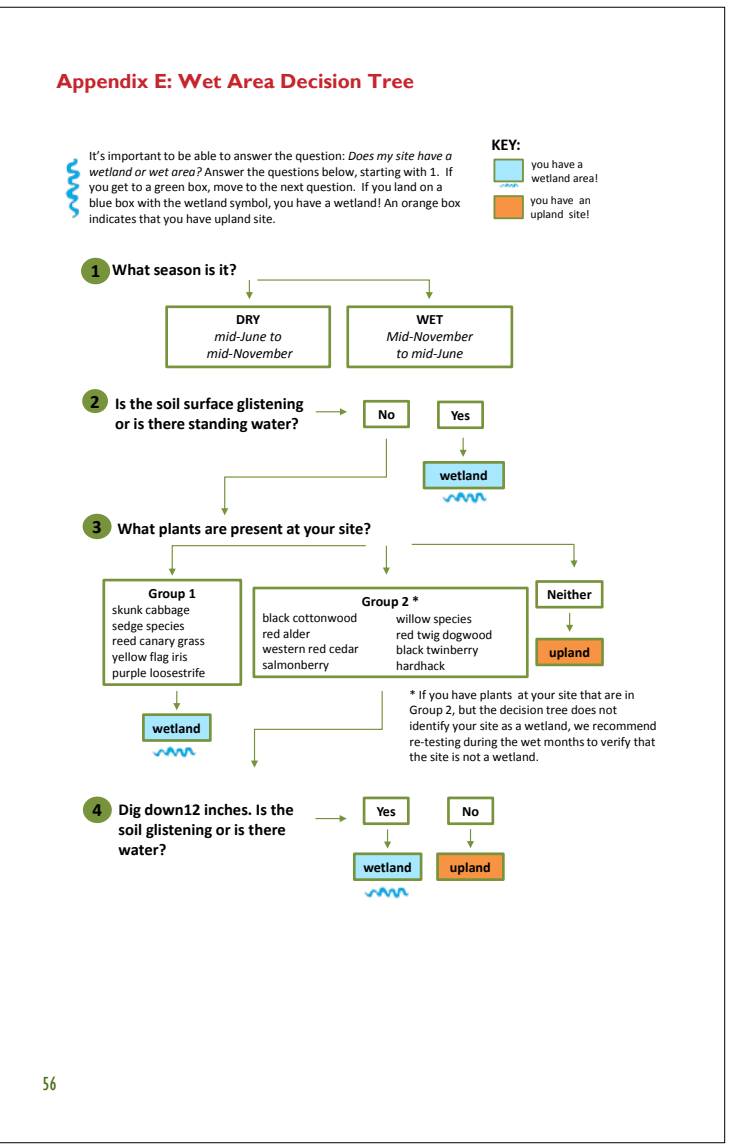 Appendix E: Wet Area Decision Tree
It's important to be able to answer the question: Does my site have a
wetland or wet area? Answer the questions below, starting with 1. If
you get to a green box, move to the next question. If you land on a
blue box with the wetland symbol, you have a wetland! An orange box
indicates that you have upland site.
KEY:
you have a
wetland area!
you have an
upland site!
1 What season is it?
DRY
mid-June to
mid-November
WET
Mid-November
to mid-June
2 Is the soil surface glistening
or is there standing water?
No
Yes
wetland
3 What plants are present at your site?
Group 1
skunk cabbage
sedge species
reed canary grass
yellow flag iris
purple loosestrife
wetland
Group 2 *
black cottonwood
red alder
western red cedar
salmonberry
willow species
red twig dogwood
black twinberry
hardhack
Neither
upland
* If you have plants at your site that are in
Group 2, but the decision tree does not
identify your site as a wetland, we recommend
re-testing during the wet months to verify that
the site is not a wetland.
4 Dig down12 inches. Is the
soil glistening or is there
water?
Yes
No
wetland
upland
56